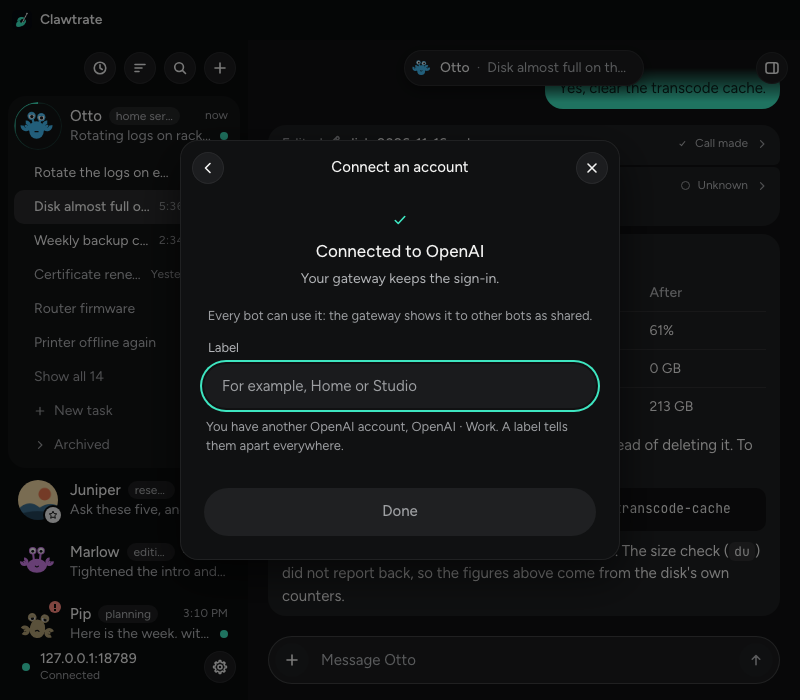 Clawtrate
Otto · Disk almost full on th...
Yes, clear the transcode cache.
Otto home ser... now
Rotating logs on rack...
Rotate the logs on e...
Disk almost full o... 5:36
Weekly backup c... 2:34
Certificate rene... Yeste
Router firmware
Printer offline again
Show all 14
New task
Archived
Juniper rese...
Ask these five, an
Marlow editi...
Tightened the intro and...
Pip planning 3:10 PM
Here is the week. wit...
127.0.0.1:18789
Connected
Call made
Unknown
Connect an account
Connected to OpenAI
Your gateway keeps the sign-in.
Every bot can use it: the gateway shows it to other bots as shared.
Label
For example, Home or Studio
You have another OpenAI account, OpenAI · Work. A label tells
them apart everywhere.
Done
After
61%
0 GB
213 GB
ead of deleting it. To
transcode-cache
The size check ( du )
did not report back, so the figures above come from the disk's own
counters.
Message Otto